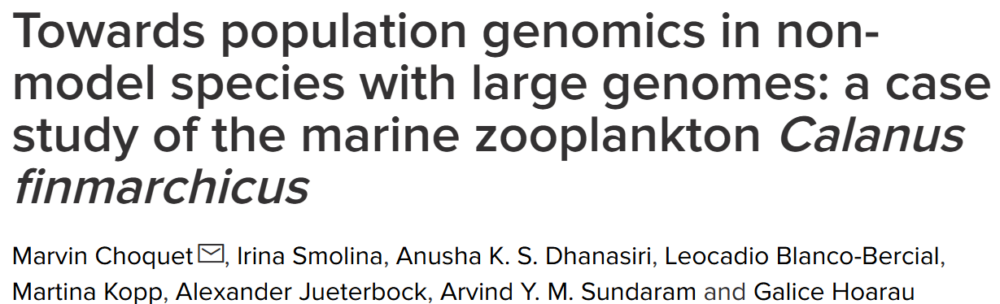 Towards population genomics in non-
model species with large genomes: a case
study of the marine zooplankton Calanus
finmarchicus
Marvin Choquet, Irina Smolina, Anusha K. S. Dhanasiri, Leocadio Blanco-Bercial,
Martina Kopp, Alexander Jueterbock, Arvind Y. M. Sundaram and Galice Hoarau